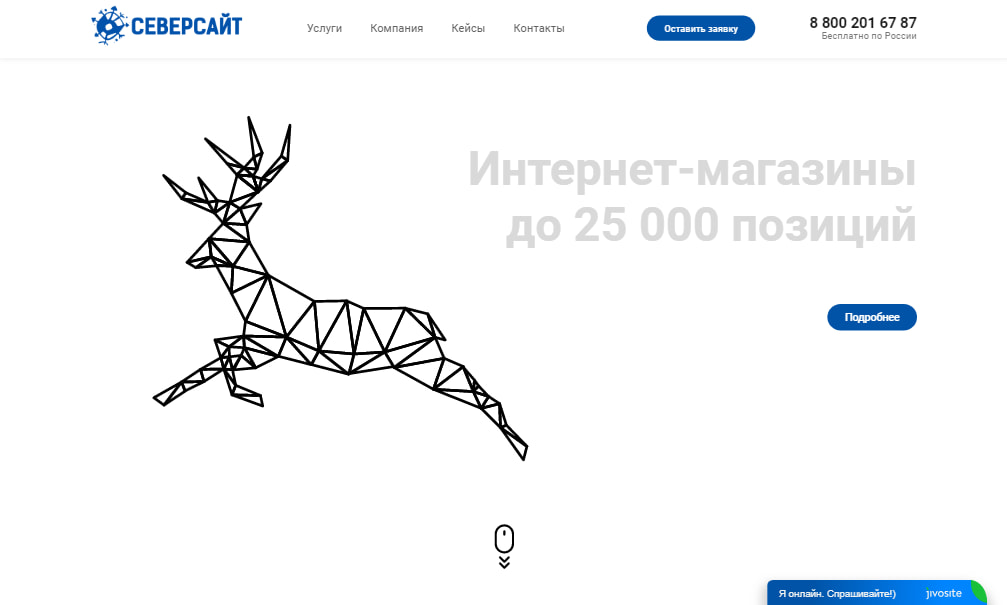 СЕВЕРСАЙТ
Услуги
Компания
Кейсы
Контакты
Оставить заявку
8 800 201 67 87
Бесплатно по России
Интернет-магазины
до 25 000 позиций
Подробнее
Я онлайн. Спрашивайте!)
jivosite